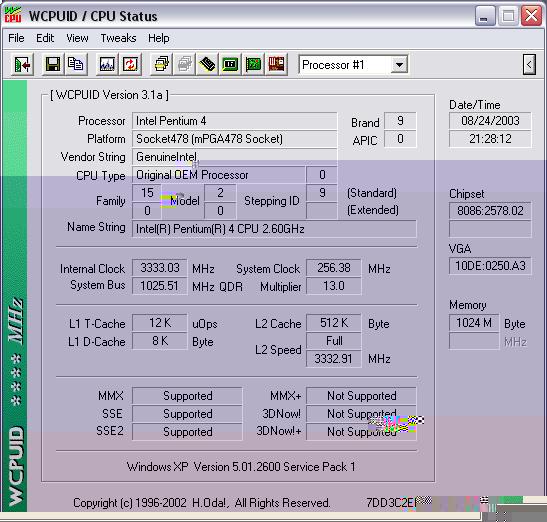 WCPUID / CPU Status
File Edit View Tweaks Help
Processor #1
[ WCPUID Version 3.1a ]
Processor Intel Pentium 4 Brand 9
Platform Socket478 (mPGA478 Socket) APIC 0
Vendor String GenuineIntel
CPU Type Original OEM Processor 0
Family 15 Model 2 Stepping ID 9 (Standard)
0 0 (Extended)
Name String Intel(R) Pentium(R) 4 CPU 2.60GHz
Internal Clock 3333.03 MHz System Clock 256.38 MHz
System Bus 1025.51 MHz QDR Multiplier 13.0
L1 T-Cache 12 K uOps L2 Cache 512 K Byte
L1 D-Cache 8 K Byte L2 Speed Full
3332.91 MHz
MMX Supported MMX+ Not Supported
SSE Supported 3DNow! Not Supported
SSE2 Supported 3DNow!+ Not Supported
Windows XP Version 5.01.2600 Service Pack 1
Copyright (c) 1996-2002 H.Oda!, All Rights Reserved.
Date/Time
08/24/2003
21:28:12
Chipset
8086:2578.02
VGA
10DE:0250.A3
Memory
1024 M Byte
MHz
WCPUID **** MHz